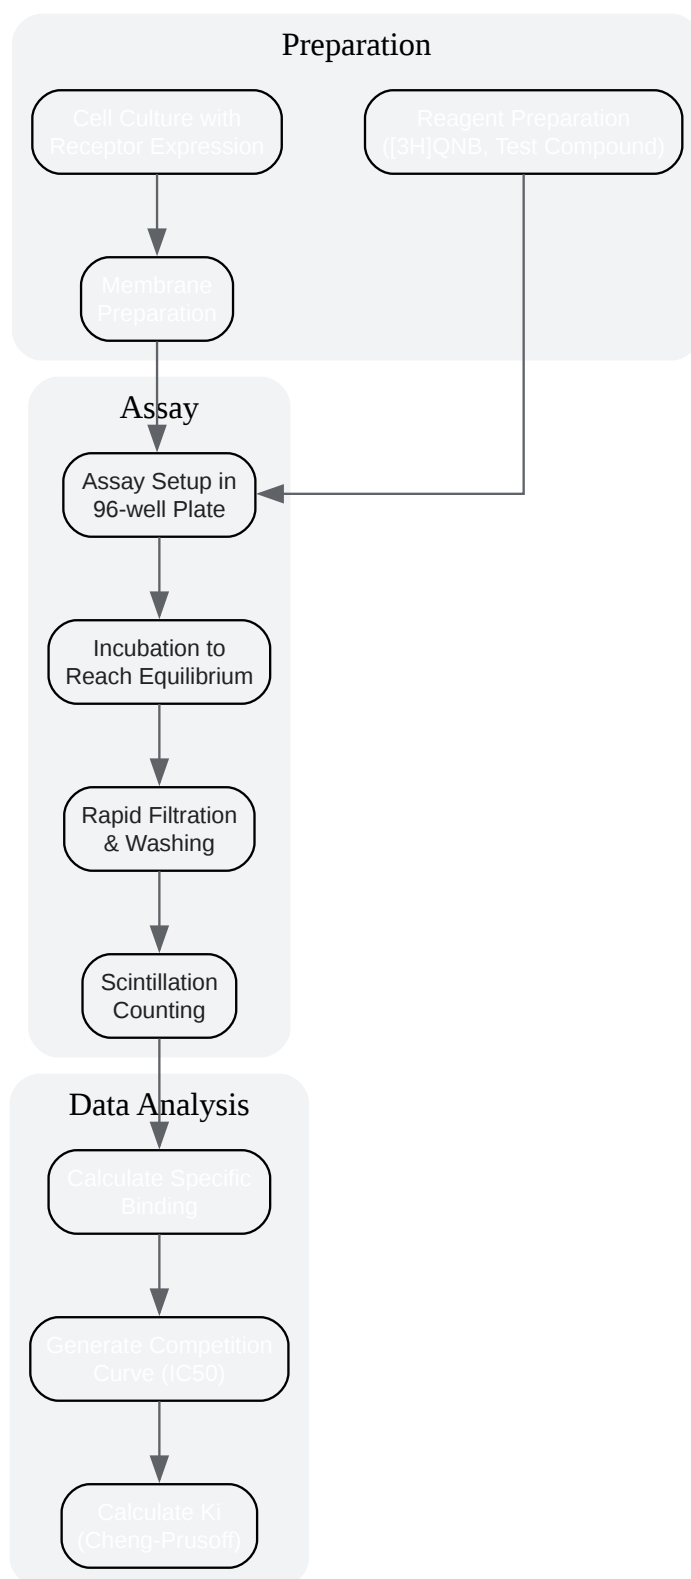 Preparation
Cell Culture with
Receptor Expression
Reagent Preparation
([3H]QNB, Test Compound)
Membrane
Preparation
Assay
Assay Setup in
96-well Plate
Incubation to
Reach Equilibrium
Rapid Filtration
& Washing
Scintillation
Counting
Data Analysis
Calculate Specific
Binding
Generate Competition
Curve (IC50)
Calculate Ki
(Cheng-Prusoff)